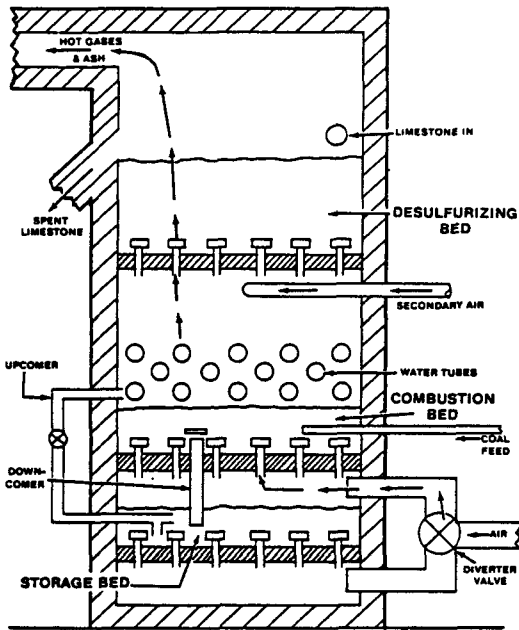 HOT GASES
& ASH
LIMESTONE IN
SPENT
LIMESTONE
DESULFURIZING
BED
SECONDARY AIR
UPCOMER
WATER TUBES
COMBUSTION
BED
COAL
FEED
DOWN-
COMER
AIR
STORAGE BED
DIVERTER
VALVE